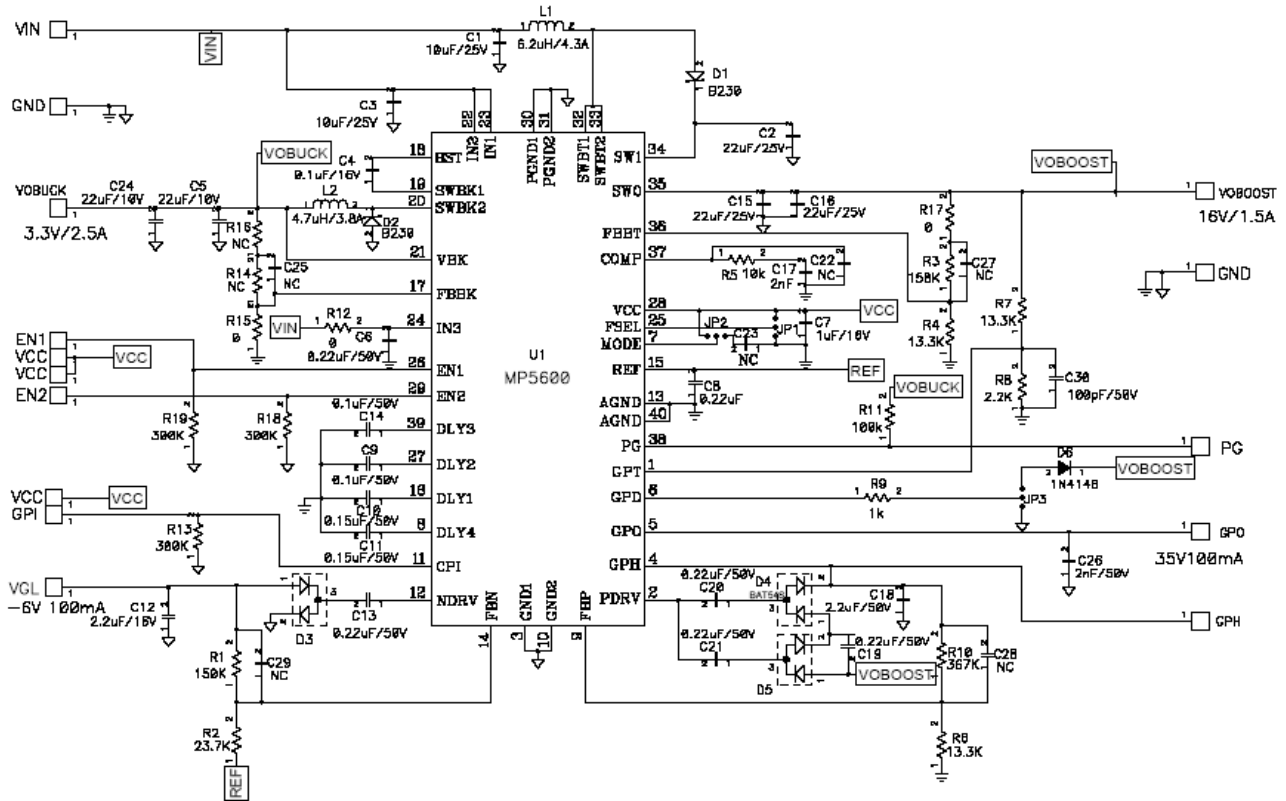 VIN
VIN
C1
10uF/25V
L1
6.2uH/4.3A
D1
B230
GND
C3
10uF/25V
22
23
30
31
32
33
IN2
IN1
PGND1
PGND2
SWBT1
SWBT2
C2
22uF/25V
VOBUCK
C4
0.1uF/16V
18
BST
19
SWBK1
20
SWBK2
SW1
34
SWO
35
VOBOOST
VOBOOST
16V/1.5A
VOBUCK
3.3V/2.5A
C24
22uF/10V
C5
22uF/10V
L2
4.7uH/3.8A
D2
B230
C15
22uF/25V
C16
22uF/25V
R17
0
R16
NC
R14
NC
C25
NC
R15
0
21
VBK
17
FBBK
FBBT
36
COMP
37
R5
10k
C17
2nF
C22
NC
R3
150K
C27
NC
R4
13.3K
R7
13.3K
GND
VIN
R12
0
C6
0.22uF/50V
24
IN3
VCC
28
FSEL
25
MODE
7
JP2
C23
NC
JP1
C7
1uF/16V
VCC
EN1
VCC
VCC
VCC
EN2
26
EN1
29
EN2
U1
MP5600
REF
15
REF
C8
0.22uF
AGND
13
AGND
40
VOBUCK
R11
100k
R8
2.2K
C30
100pF/50V
R19
300K
R18
300K
0.1uF/50V
C14
39
DLY3
C9
0.1uF/50V
27
DLY2
C10
0.15uF/50V
16
DLY1
C11
0.15uF/50V
8
DLY4
PG
38
PG
GPT
1
GPD
6
R9
1k
D6
1N4148
VOBOOST
JP3
VCC
VCC
GPI
R13
300K
11
CPI
GPO
5
GPO
35V100mA
C26
2nF/50V
GPH
4
GPH
VGL
-6V 100mA
C12
2.2uF/16V
D3
C13
0.22uF/50V
12
NDRV
FBN
14
GND1
3
GND2
10
FBP
9
PDRV
2
0.22uF/50V
C20
D4
BAT54S
C18
2.2uF/50V
0.22uF/50V
C21
D5
0.22uF/50V
C19
VOBOOST
R10
367K
C28
NC
R1
150K
C29
NC
R2
23.7K
REF
R6
13.3K